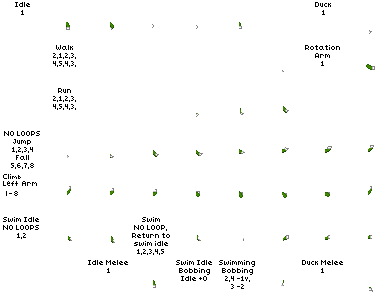 Idle
1
Duck
1
Walk
2,1,2,3,
4,5,4,3,
Rotation
Arm
1
Run
2,1,2,3,
4,5,4,3,
NO LOOPS
Jump
1,2,3,4
Fall
5,6,7,8
Climb
Left Arm
1-8
Swim Idle
NO LOOPS
1,2
Swim
NO LOOP,
Return to
swim idle
1,2,3,4,5
Idle Melee
1
Swim Idle
Bobbing
Idle +0
Swimming
Bobbing
2,4 -1v,
3 -2
Duck Melee
1